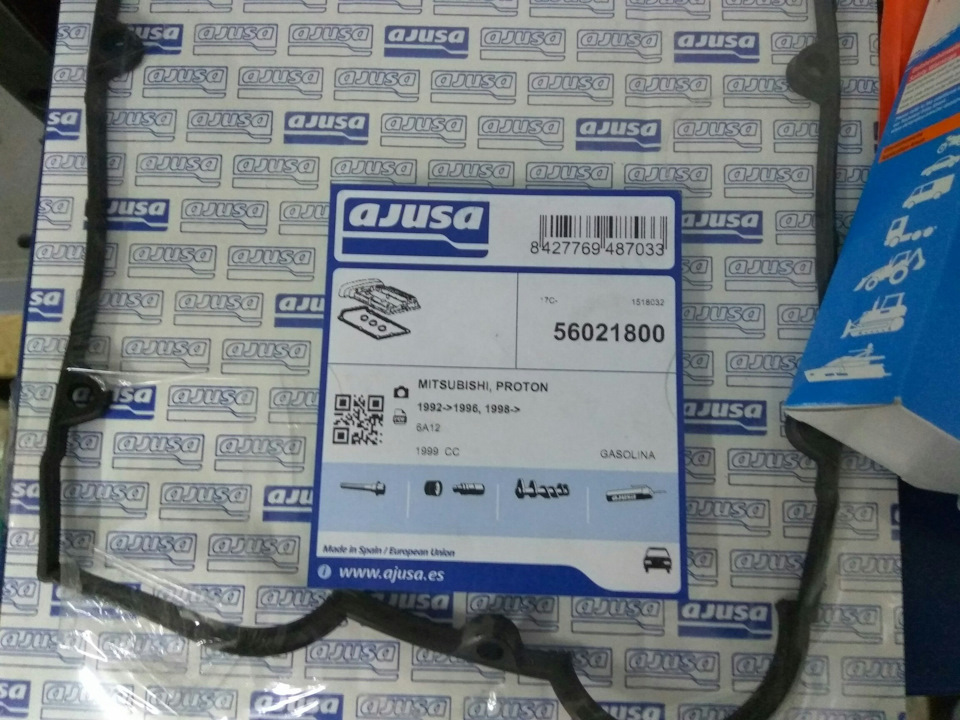 ajusa
8 427769 487033
17C-
1518032
56021800
MITSUBISHI, PROTON
1992->1996, 1998->
6A12
1999 CC
GASOLINA
Made in Spain / European Union
www.ajusa.es